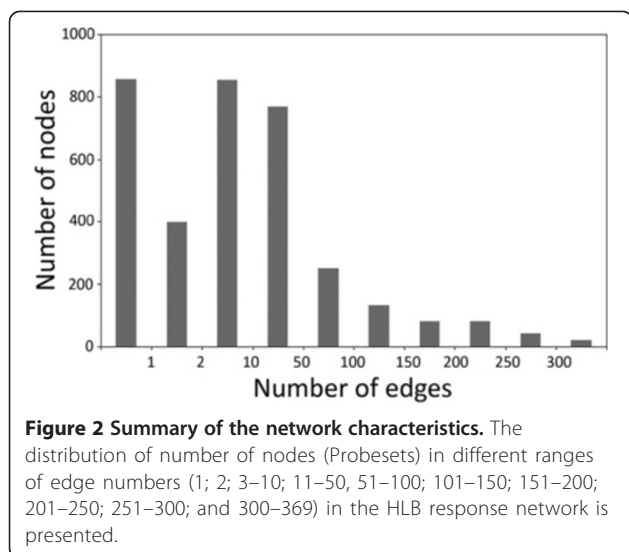 1000
800
600
400
200
0
Number of nodes
1 2 10 50 100 150 200 250 300
Number of edges
Figure 2 Summary of the network characteristics. The
distribution of number of nodes (Probesets) in different ranges
of edge numbers (1; 2; 3–10; 11–50, 51–100; 101–150; 151–200;
201–250; 251–300; and 300–369) in the HLB response network is
presented.